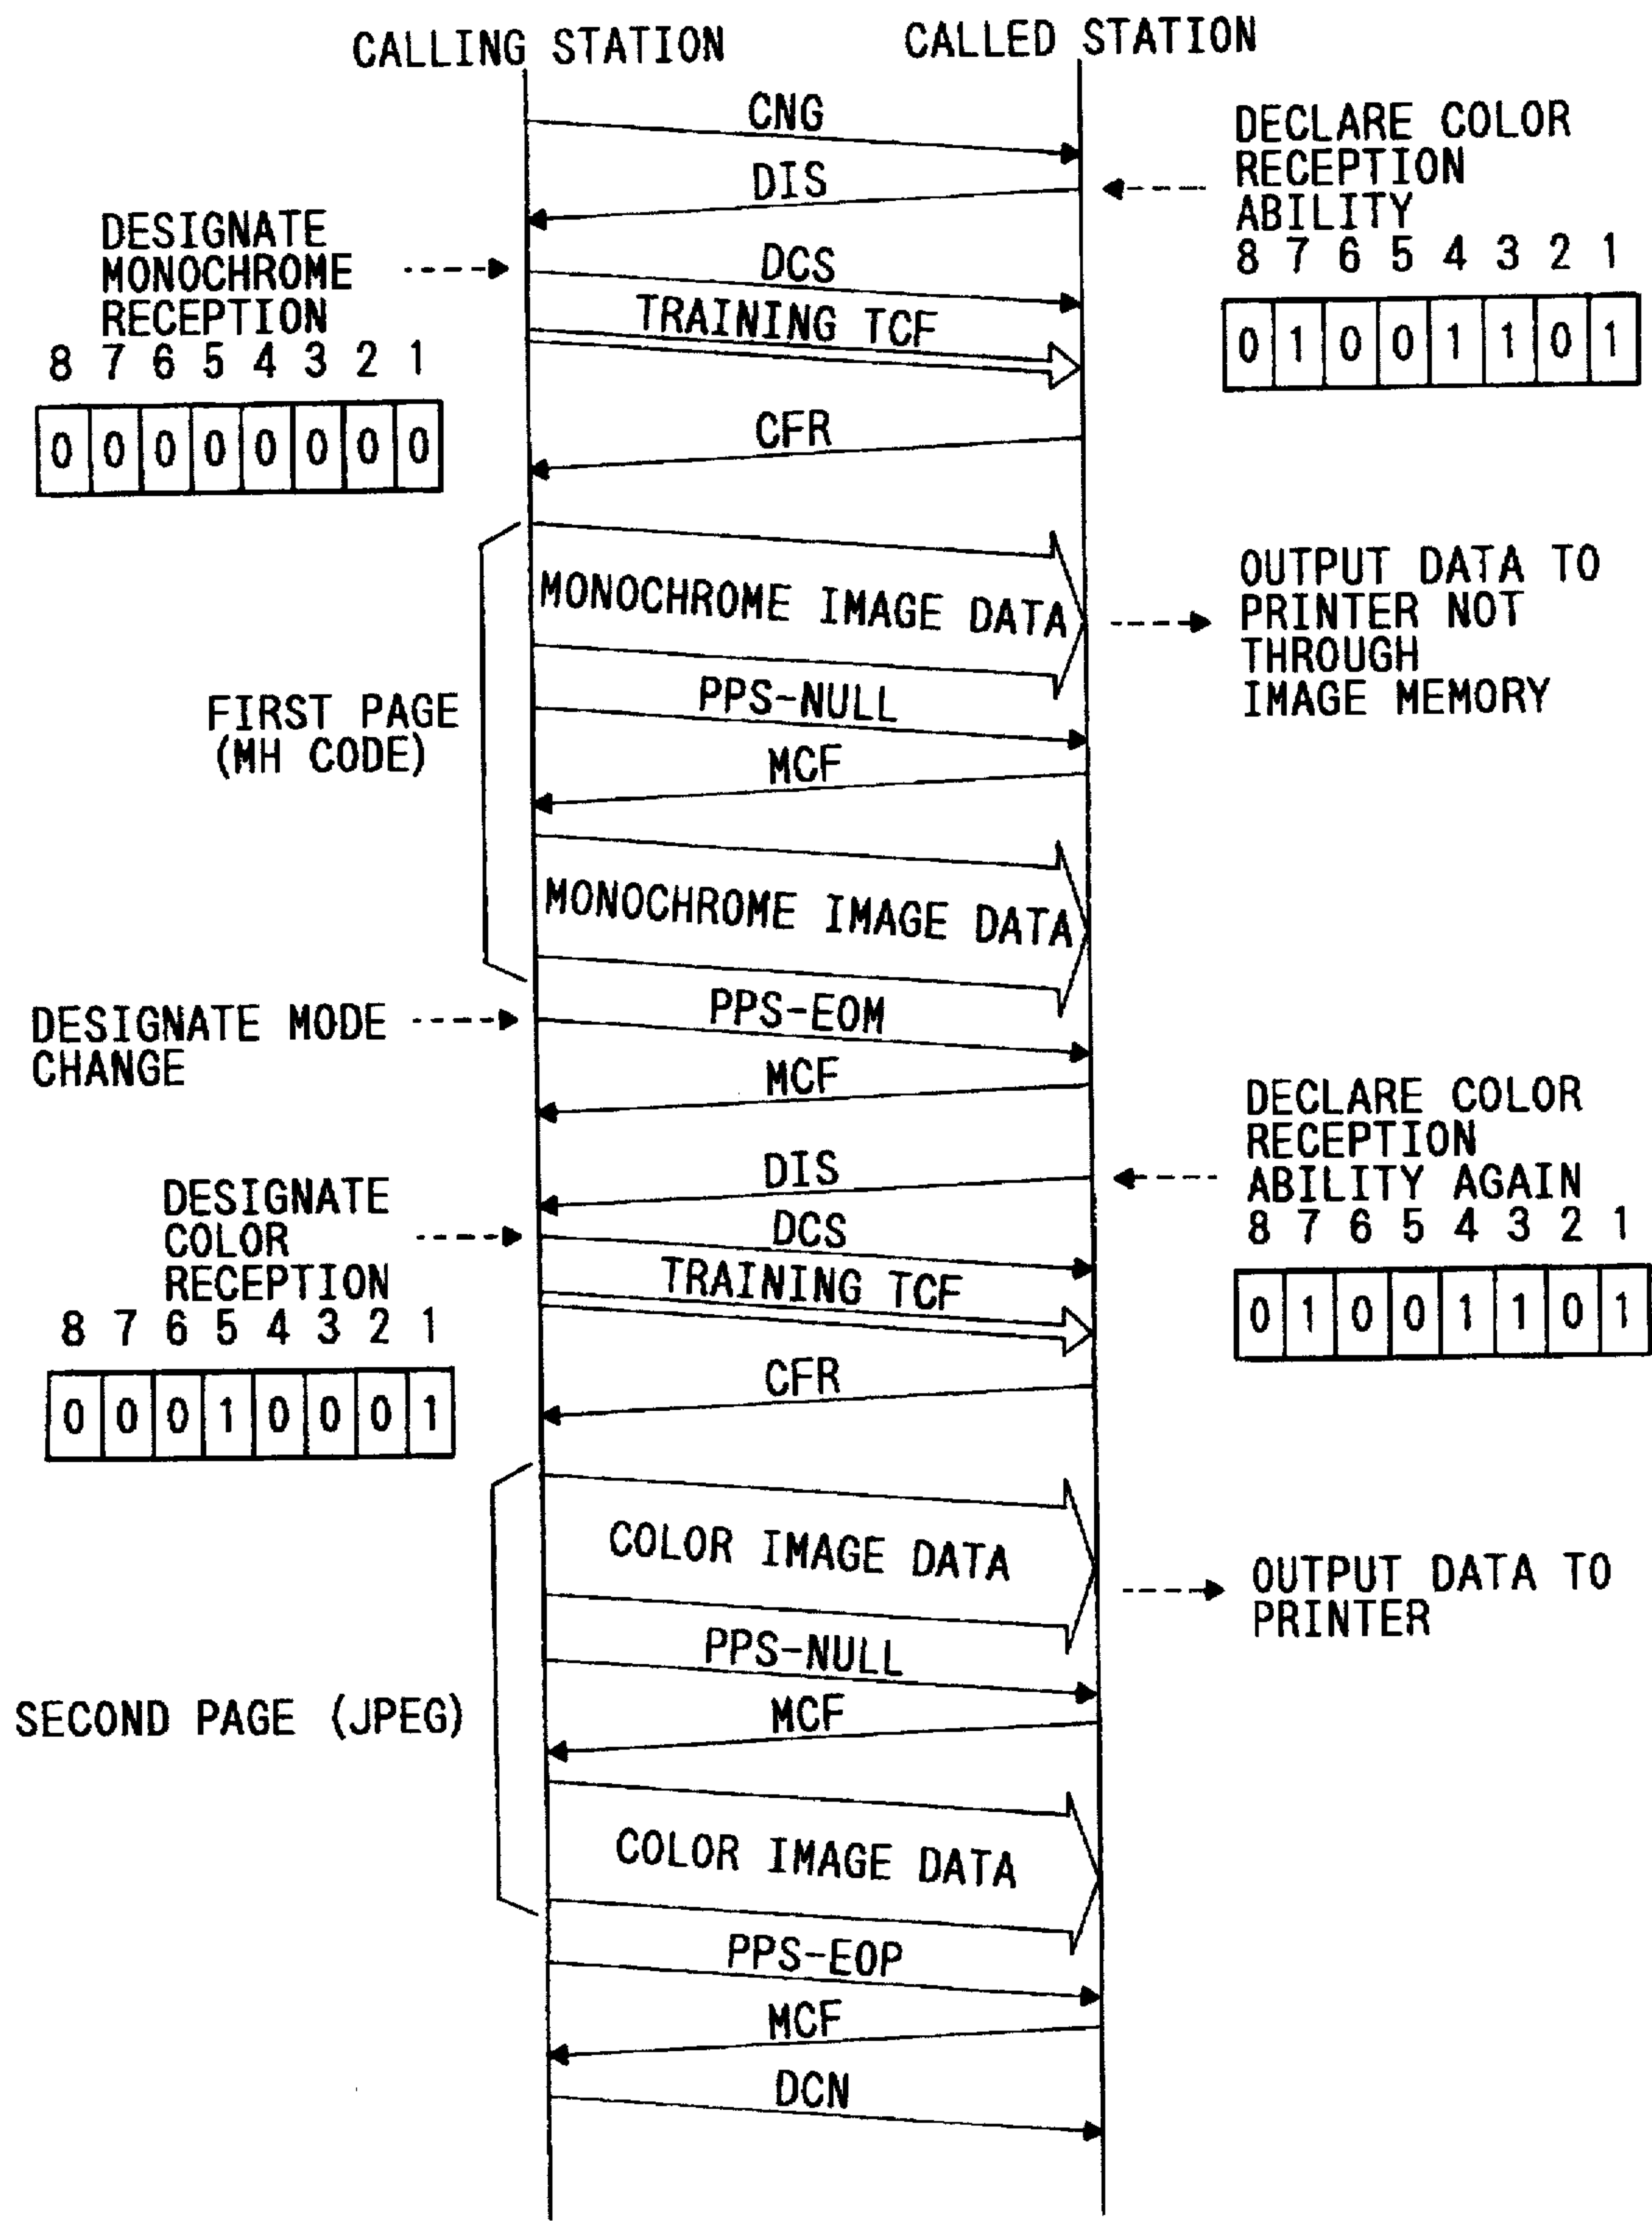 CALLING STATION
CALLED STATION
CNG
DECLARE COLOR
RECEPTION
ABILITY
8 7 6 5 4 3 2 1
0 1 0 0 1 1 0 1
DIS
DESIGNATE
MONOCHROME
RECEPTION
8 7 6 5 4 3 2 1
0 0 0 0 0 0 0 0
DCS
TRAINING TCF
CFR
MONOCHROME IMAGE DATA
OUTPUT DATA TO
PRINTER NOT
THROUGH
IMAGE MEMORY
FIRST PAGE
(MH CODE)
PPS-NULL
MCF
MONOCHROME IMAGE DATA
DESIGNATE MODE
CHANGE
PPS-EOM
MCF
DECLARE COLOR
RECEPTION
ABILITY AGAIN
8 7 6 5 4 3 2 1
0 1 0 0 1 1 0 1
DIS
DESIGNATE
COLOR
RECEPTION
8 7 6 5 4 3 2 1
0 0 0 1 0 0 0 1
DCS
TRAINING TCF
CFR
COLOR IMAGE DATA
OUTPUT DATA TO
PRINTER
PPS-NULL
SECOND PAGE (JPEG)
MCF
COLOR IMAGE DATA
PPS-EOP
MCF
DCN